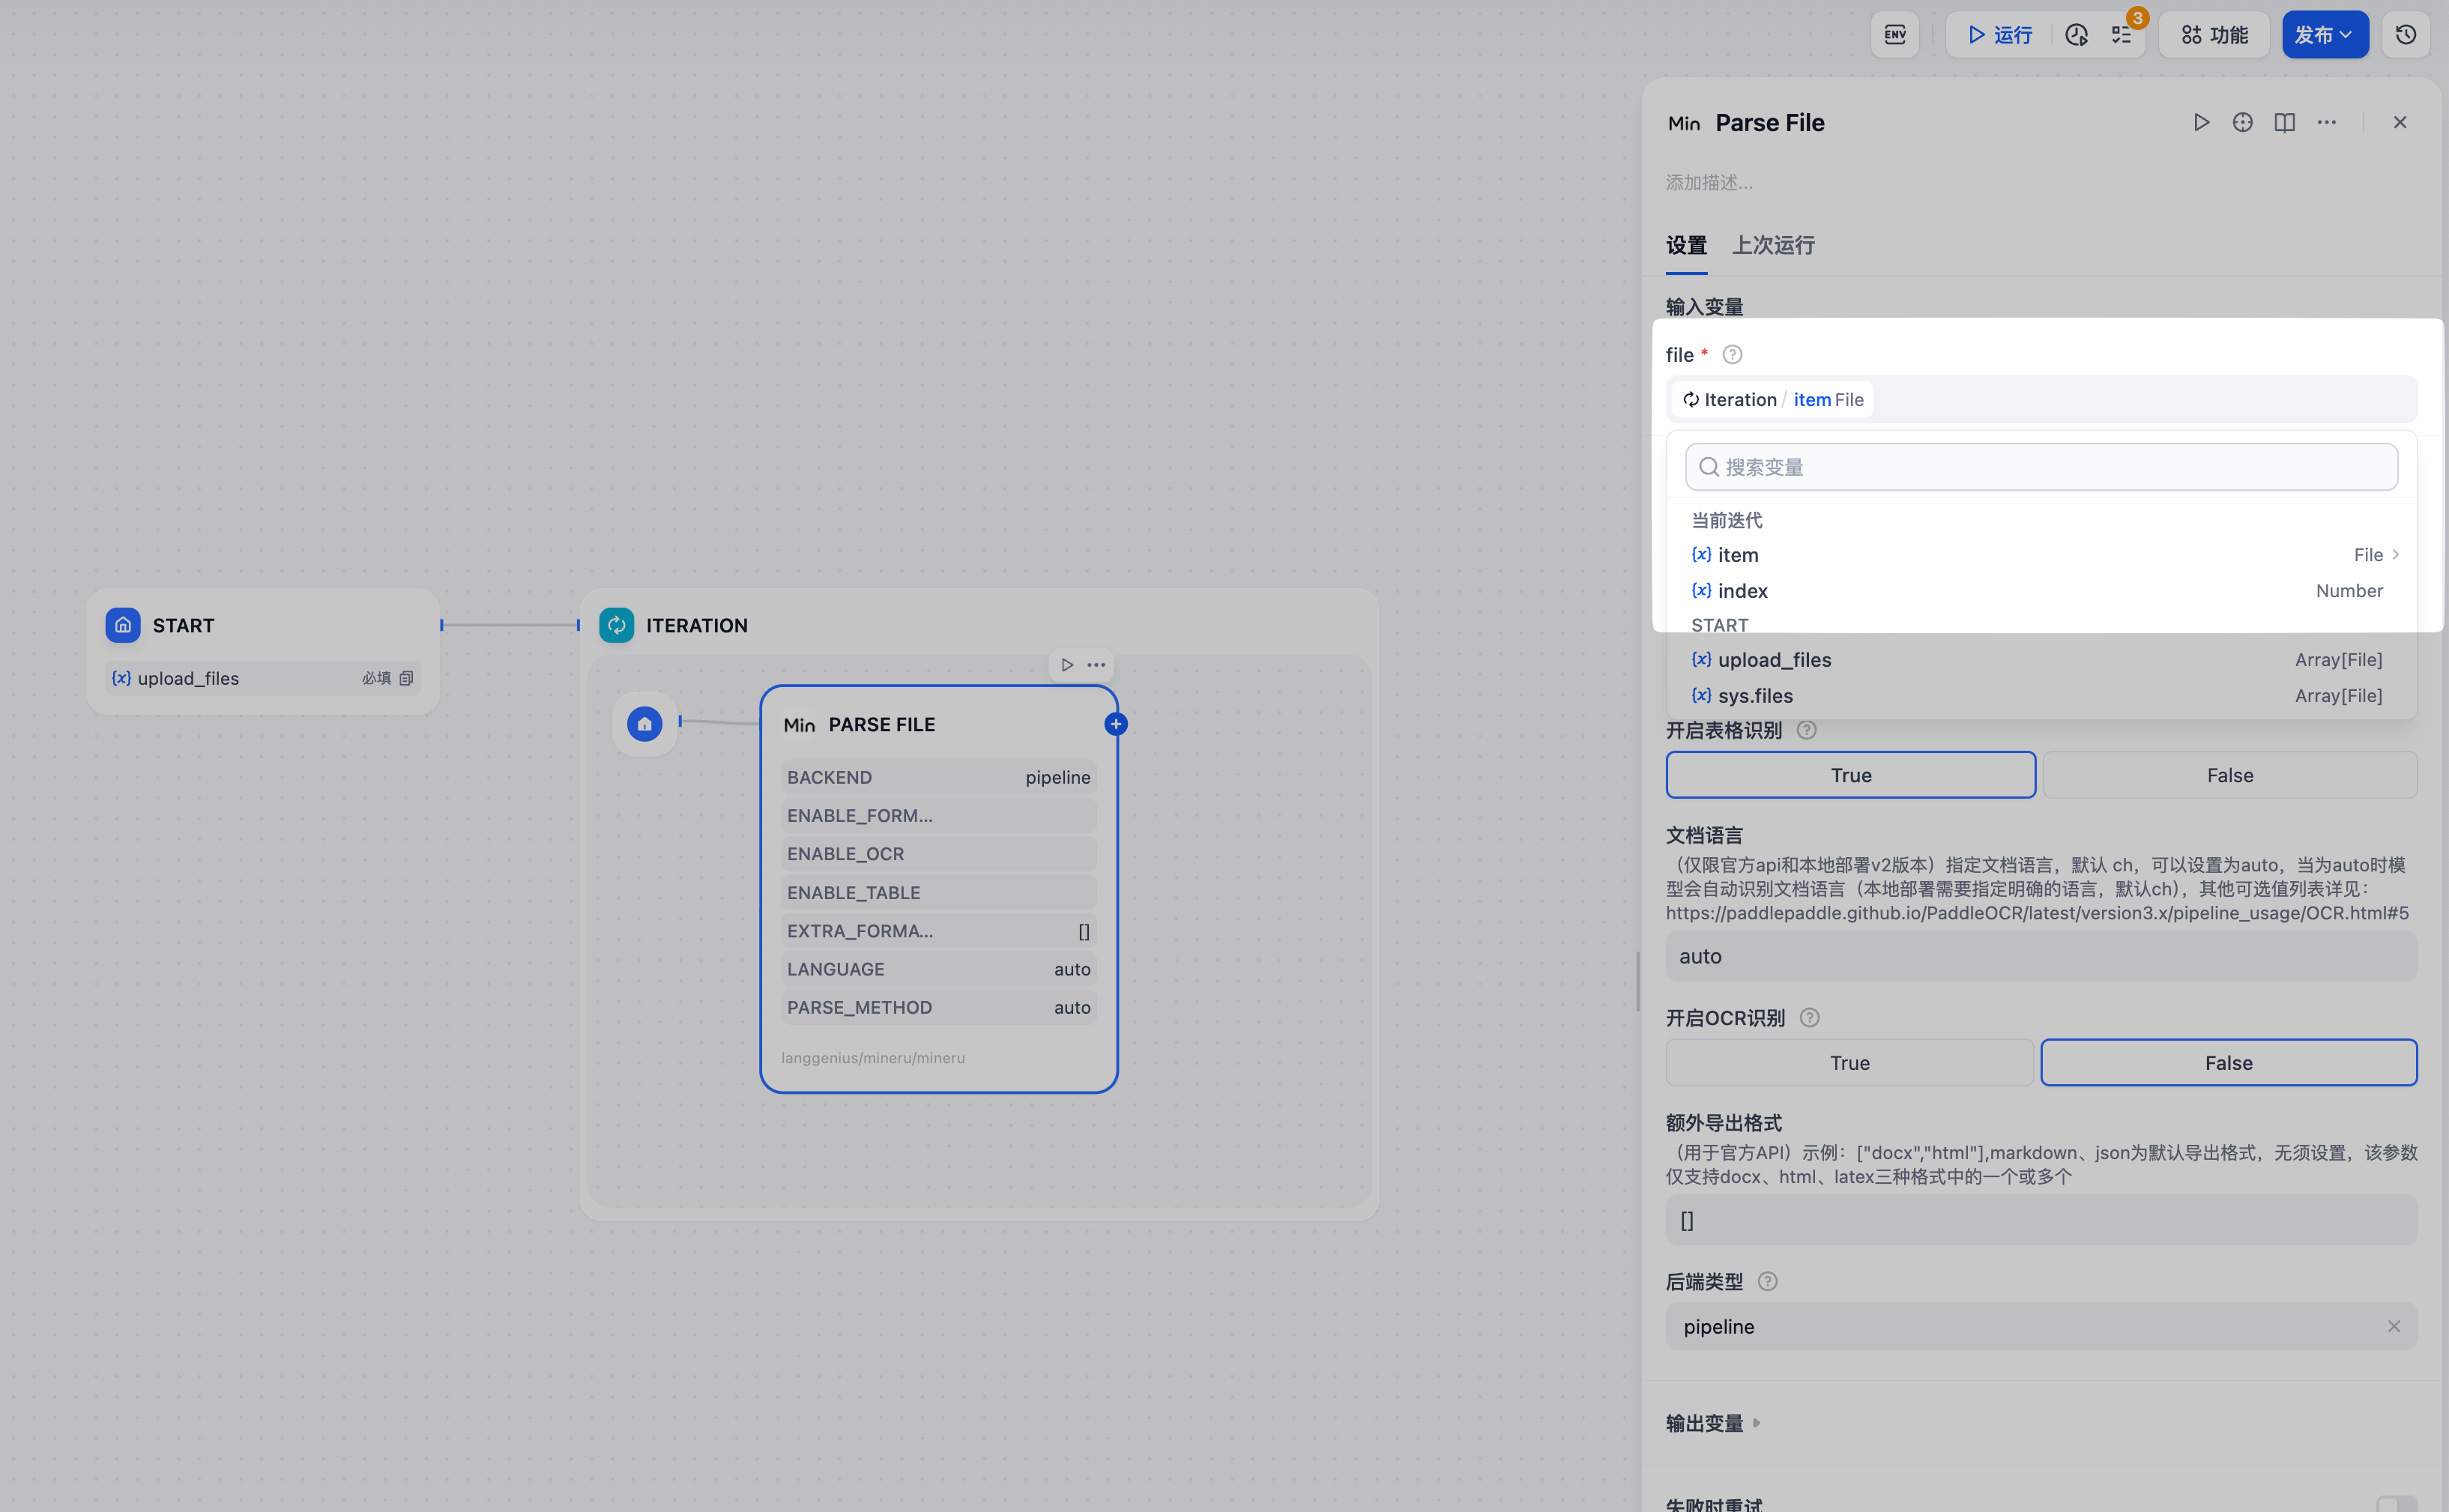 ENV
运行
3
功能
发布
Min Parse File
添加描述...
设置 上次运行
输入变量
file *
Iteration / item File
搜索变量
当前迭代
{x} item File
{x} index Number
START
{x} upload_files Array[File]
{x} sys.files Array[File]
开启表格识别
True False
文档语言
（仅限官方api和本地部署v2版本）指定文档语言，默认 ch，可以设置为auto，当为auto时模
型会自动识别文档语言（本地部署需要指定明确的语言，默认ch），其他可选值列表详见：
https://paddlepaddle.github.io/PaddleOCR/latest/version3.x/pipeline_usage/OCR.html#5
auto
开启OCR识别
True False
额外导出格式
（用于官方API）示例：["docx","html"],markdown、json为默认导出格式，无须设置，该参数
仅支持docx、html、latex三种格式中的一个或多个
[]
后端类型
pipeline
输出变量
失败时重试
START
{x} upload_files 必填
ITERATION
Min PARSE FILE
BACKEND pipeline
ENABLE_FORM...
ENABLE_OCR
ENABLE_TABLE
EXTRA_FORMA... []
LANGUAGE auto
PARSE_METHOD auto
langgenius/mineru/mineru